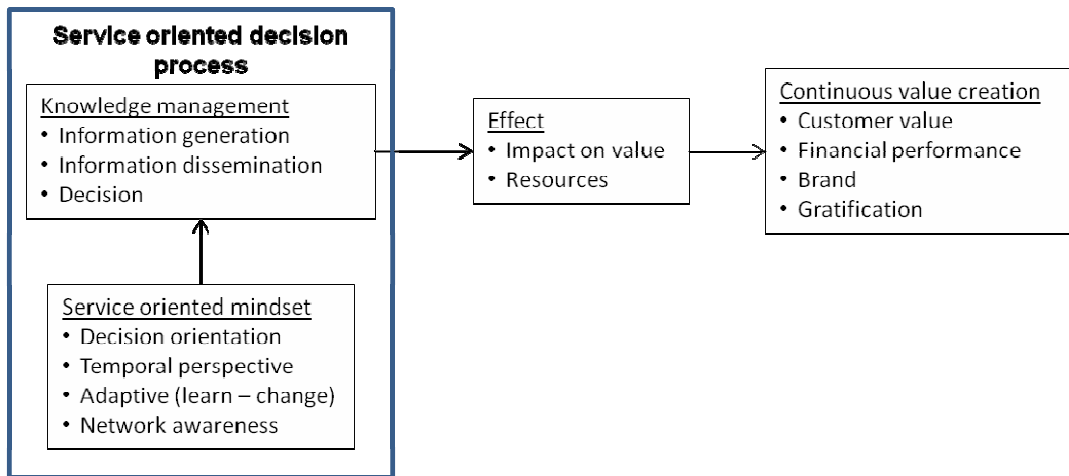 Service oriented decision
process
Knowledge management
• Information generation
• Information dissemination
• Decision
Service oriented mindset
• Decision orientation
• Temporal perspective
• Adaptive (learn – change)
• Network awareness
Effect
• Impact on value
• Resources
Continuous value creation
• Customer value
• Financial performance
• Brand
• Gratification